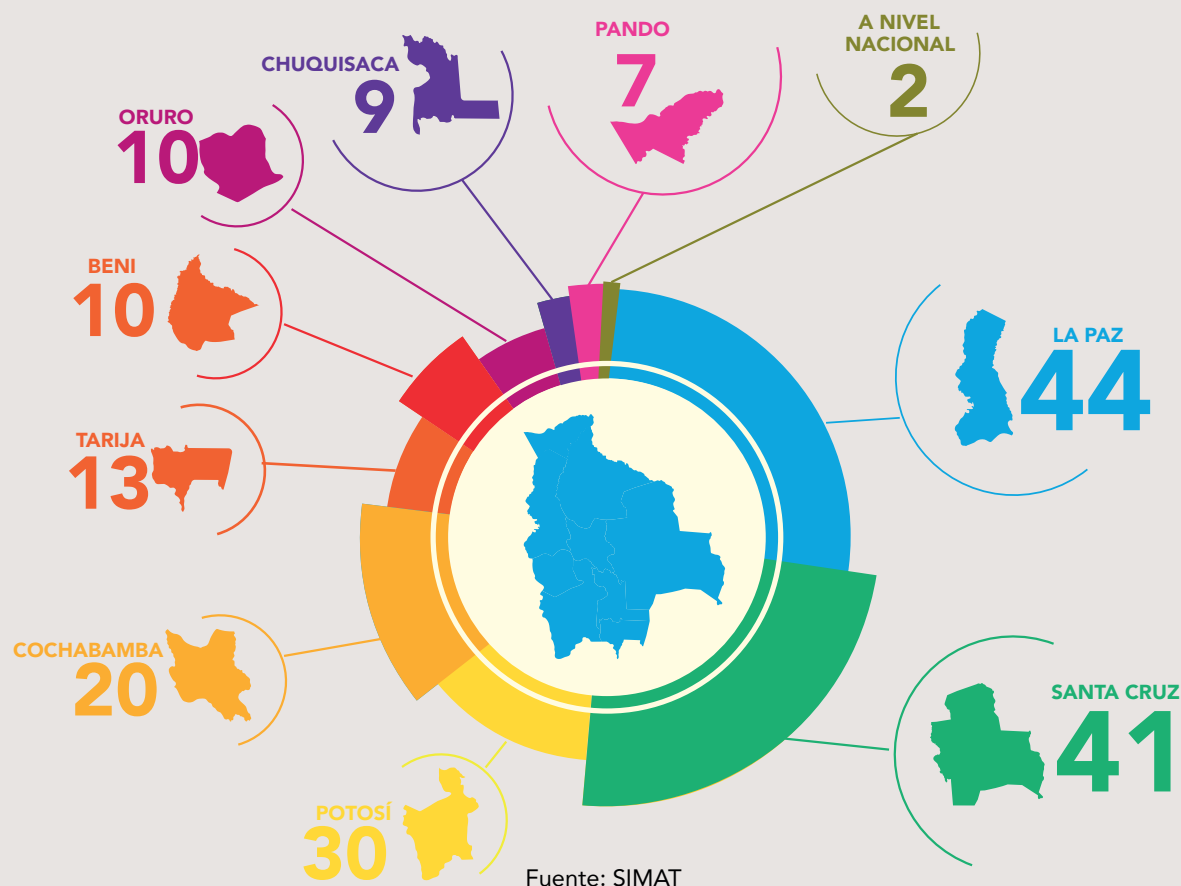 A NIVEL
NACIONAL
2
PANDO
7
CHUQUISACA
9
ORURO
10
BENI
10
TARIJA
13
COCHABAMBA
20
POTOSÍ
30
LA PAZ
44
SANTA CRUZ
41
Fuente: SIMAT